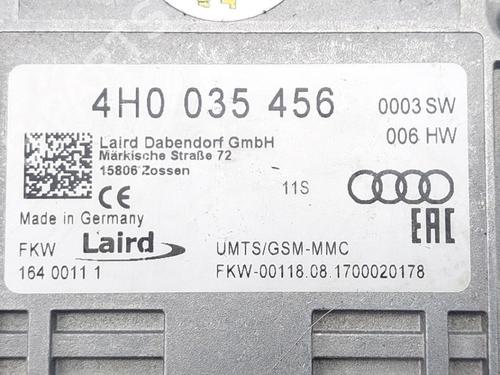 4H0 035 456
0003 SW
006 HW
Laird Dabendorf GmbH
Märkische Straße 72
15806 Zossen
CE
11S
Made in Germany
EAC
FKW
Laird
UMTS/GSM-MMC
164 0011 1
FKW-00118.08.1700020178